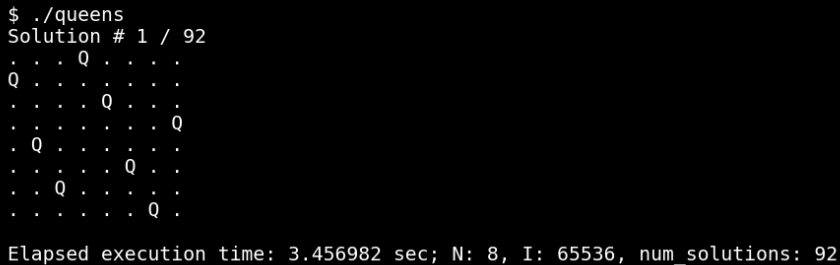 $ ./queens
Solution # 1 / 92
. . . Q . . . .
Q . . . . . . .
. . . . Q . . .
. . . . . . . Q
. Q . . . . . .
. . . . . Q . .
. . Q . . . . .
. . . . . . Q .
Elapsed execution time: 3.456982 sec; N: 8, I: 65536, num_solutions: 92